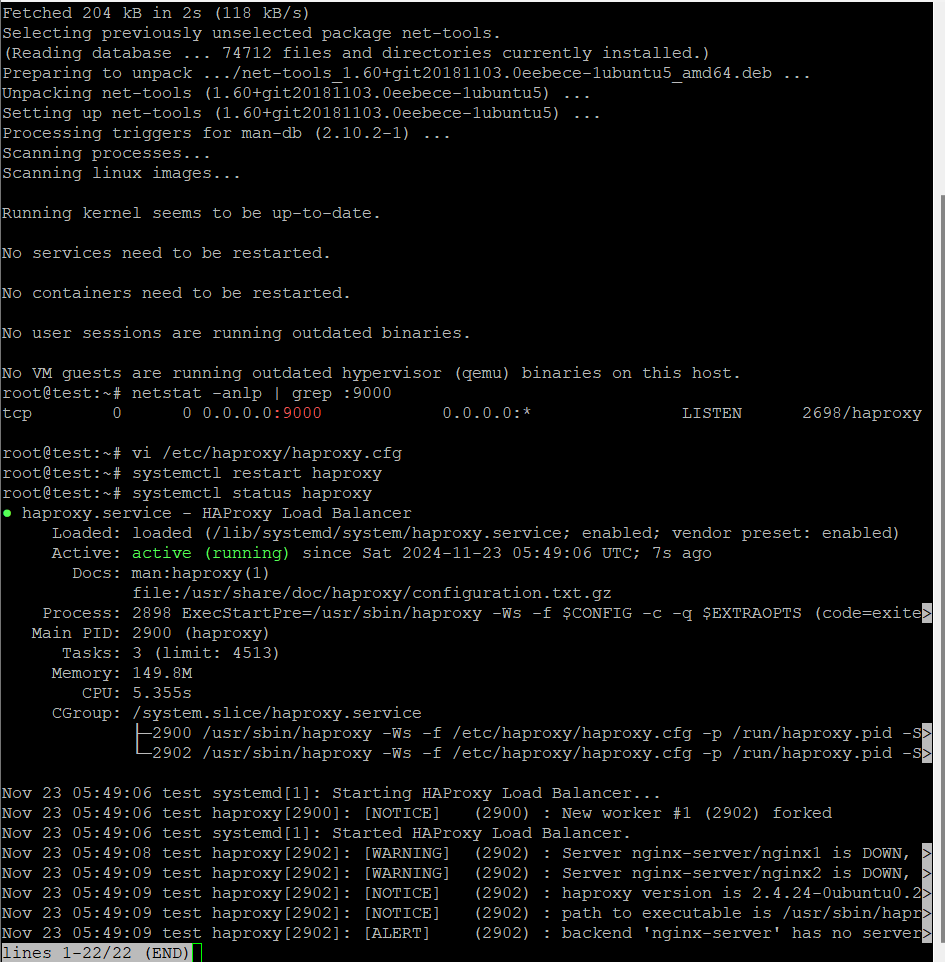 Fetched 204 kB in 2s (118 kB/s)
Selecting previously unselected package net-tools.
(Reading database ... 74712 files and directories currently installed.)
Preparing to unpack .../net-tools_1.60+git20181103.0eebece-1ubuntu5_amd64.deb ...
Unpacking net-tools (1.60+git20181103.0eebece-1ubuntu5) ...
Setting up net-tools (1.60+git20181103.0eebece-1ubuntu5) ...
Processing triggers for man-db (2.10.2-1) ...
Scanning processes...
Scanning linux images...
Running kernel seems to be up-to-date.
No services need to be restarted.
No containers need to be restarted.
No user sessions are running outdated binaries.
No VM guests are running outdated hypervisor (qemu) binaries on this host.
root@test:~# netstat -anlp | grep :9000
tcp        0      0 0.0.0.0:9000            0.0.0.0:*               LISTEN      2698/haproxy
root@test:~# vi /etc/haproxy/haproxy.cfg
root@test:~# systemctl restart haproxy
root@test:~# systemctl status haproxy
● haproxy.service - HAProxy Load Balancer
     Loaded: loaded (/lib/systemd/system/haproxy.service; enabled; vendor preset: enabled)
     Active: active (running) since Sat 2024-11-23 05:49:06 UTC; 7s ago
       Docs: man:haproxy(1)
             file:/usr/share/doc/haproxy/configuration.txt.gz
    Process: 2898 ExecStartPre=/usr/sbin/haproxy -Ws -f $CONFIG -c -q $EXTRAOPTS (code=exite>
   Main PID: 2900 (haproxy)
      Tasks: 3 (limit: 4513)
     Memory: 149.8M
        CPU: 5.355s
     CGroup: /system.slice/haproxy.service
             ├─2900 /usr/sbin/haproxy -Ws -f /etc/haproxy/haproxy.cfg -p /run/haproxy.pid -S>
             └─2902 /usr/sbin/haproxy -Ws -f /etc/haproxy/haproxy.cfg -p /run/haproxy.pid -S>
Nov 23 05:49:06 test systemd[1]: Starting HAProxy Load Balancer...
Nov 23 05:49:06 test haproxy[2900]: [NOTICE]   (2900) : New worker #1 (2902) forked
Nov 23 05:49:06 test systemd[1]: Started HAProxy Load Balancer.
Nov 23 05:49:08 test haproxy[2902]: [WARNING]  (2902) : Server nginx-server/nginx1 is DOWN, >
Nov 23 05:49:09 test haproxy[2902]: [WARNING]  (2902) : Server nginx-server/nginx2 is DOWN, >
Nov 23 05:49:09 test haproxy[2902]: [NOTICE]   (2902) : haproxy version is 2.4.24-0ubuntu0.2>
Nov 23 05:49:09 test haproxy[2902]: [NOTICE]   (2902) : path to executable is /usr/sbin/hapr>
Nov 23 05:49:09 test haproxy[2902]: [ALERT]    (2902) : backend 'nginx-server' has no server>
lines 1-22/22 (END)